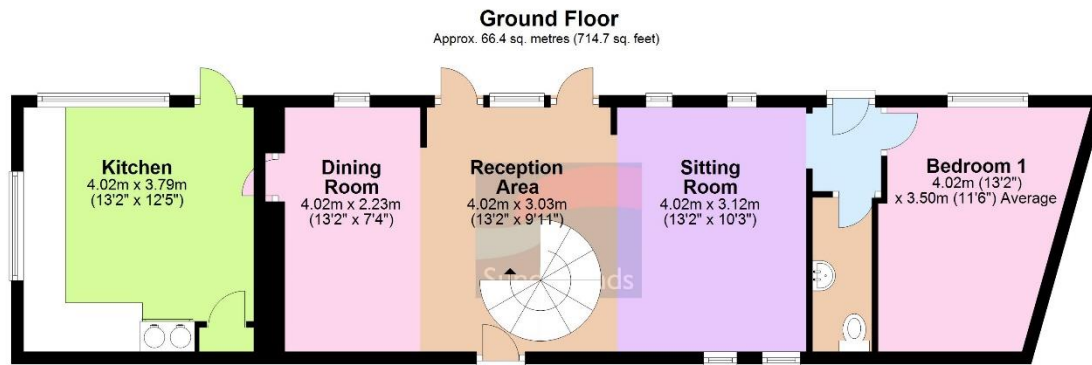 Ground Floor
Approx. 66.4 sq. metres (714.7 sq. feet)
Kitchen
4.02m x 3.79m
(13'2" x 12'5")
Dining
Room
4.02m x 2.23m
(13'2" x 7'4")
Reception
Area
4.02m x 3.03m
(13'2" x 9'11")
Sitting
Room
4.02m x 3.12m
(13'2" x 10'3")
Bedroom 1
4.02m (13'2")
x 3.50m (11'6") Average